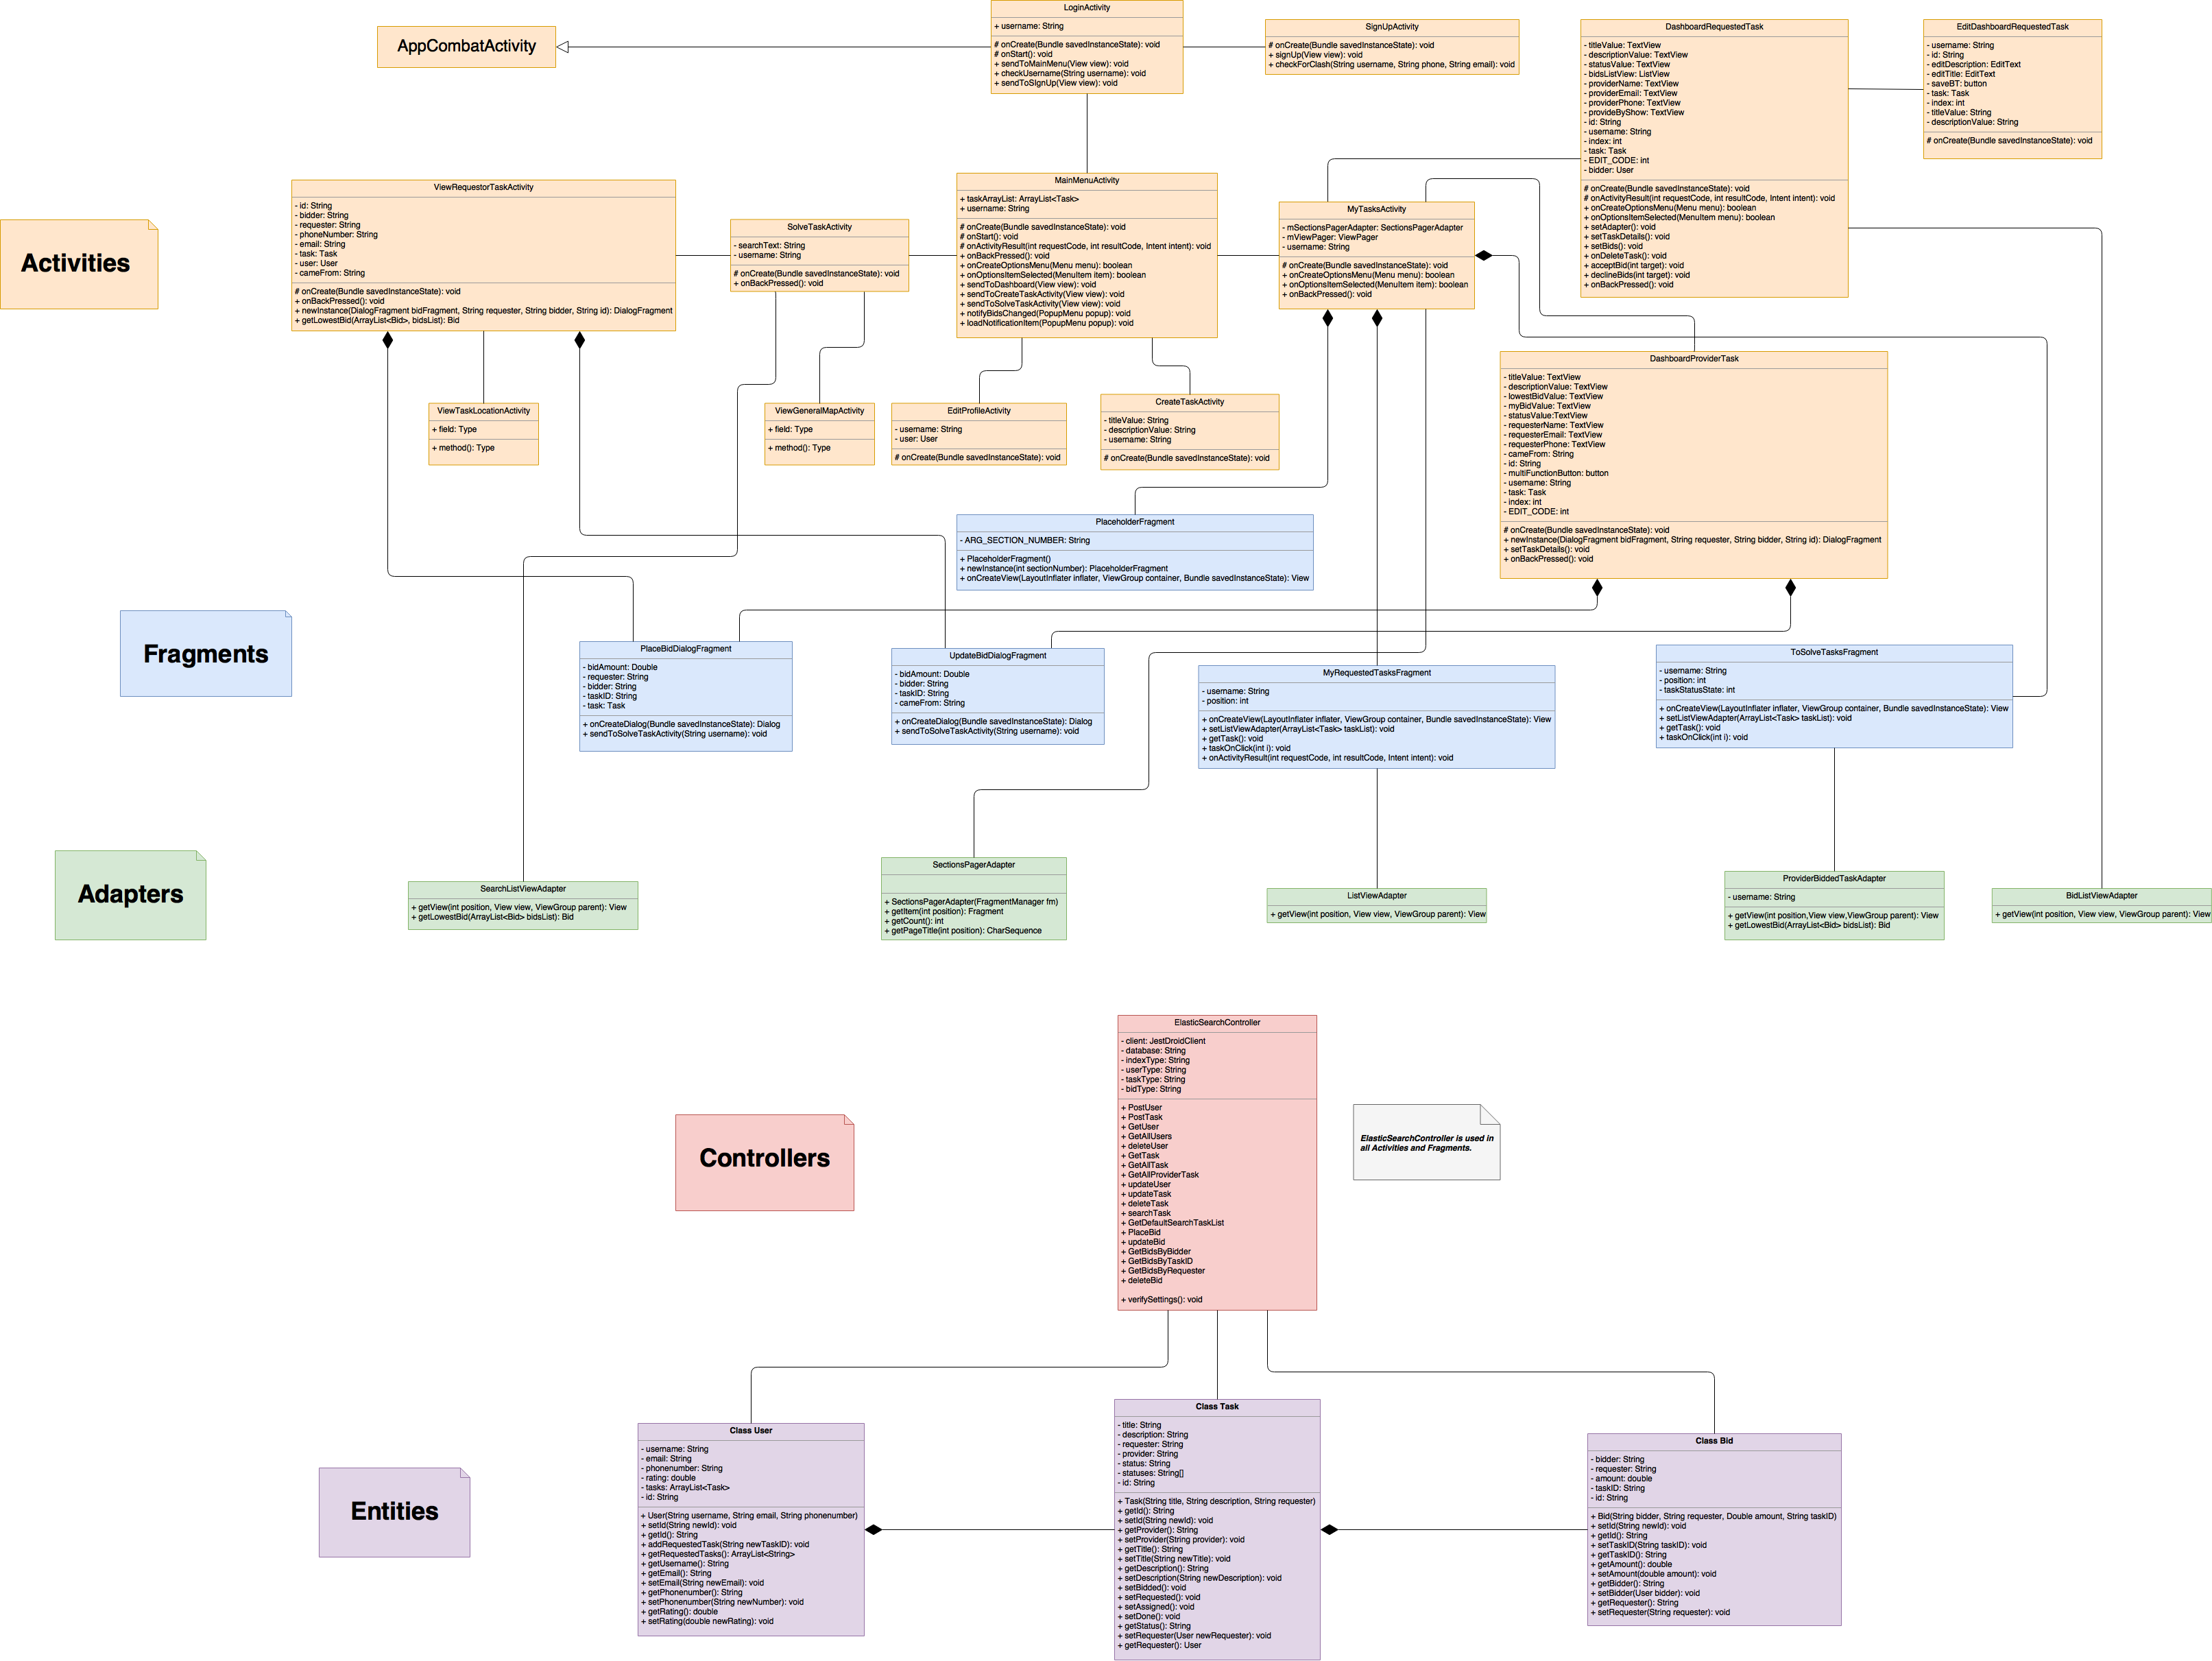 AppCombatActivity
LoginActivity
+ username: String
# onCreate(Bundle savedInstanceState): void
# onStart(): void
+ sendToMainMenu(View view): void
+ checkUsername(String username): void
+ sendToSIgnUp(View view): void
SignUpActivity
# onCreate(Bundle savedInstanceState): void
+ signUp(View view): void
+ checkForClash(String username, String phone, String email): void
DashboardRequestedTask
- titleValue: TextView
- descriptionValue: TextView
- statusValue: TextView
- bidsListView: ListView
- providerName: TextView
- providerEmail: TextView
- providerPhone: TextView
- provideByShow: TextView
- id: String
- username: String
- index: int
- task: Task
- EDIT_CODE: int
- bidder: User
# onCreate(Bundle savedInstanceState): void
# onActivityResult(int requestCode, int resultCode, Intent intent): void
+ onCreateOptionsMenu(Menu menu): boolean
+ onOptionsItemSelected(MenuItem menu): boolean
+ setAdapter(): void
+ setTaskDetails(): void
+ setBids(): void
+ onDeleteTask(): void
+ acceptBid(int target): void
+ declineBids(int target): void
+ onBackPressed(): void
EditDashboardRequestedTask
- username: String
- id: String
- editDescription: EditText
- editTitle: EditText
- saveBT: button
- task: Task
- index: int
- titleValue: String
- descriptionValue: String
# onCreate(Bundle savedInstanceState): void
Activities
ViewRequestorTaskActivity
- id: String
- bidder: String
- requester: String
- phoneNumber: String
- email: String
- task: Task
- user: User
- cameFrom: String
# onCreate(Bundle savedInstanceState): void
+ onBackPressed(): void
+ newInstance(DialogFragment bidFragment, String requester, String bidder, String id): DialogFragment
+ getLowestBid(ArrayList<Bid>, bidsList): Bid
SolveTaskActivity
- searchText: String
- username: String
# onCreate(Bundle savedInstanceState): void
+ onBackPressed(): void
MainMenuActivity
+ taskArrayList: ArrayList<Task>
+ username: String
# onCreate(Bundle savedInstanceState): void
# onStart(): void
# onActivityResult(int requestCode, int resultCode, Intent intent): void
+ onBackPressed(): void
+ onCreateOptionsMenu(Menu menu): boolean
+ onOptionsItemSelected(MenuItem item): boolean
+ sendToDashboard(View view): void
+ sendToCreateTaskActivity(View view): void
+ sendToSolveTaskActivity(View view): void
+ notifyBidsChanged(PopupMenu popup): void
+ loadNotificationItem(PopupMenu popup): void
MyTasksActivity
- mSectionsPagerAdapter: SectionsPagerAdapter
- mViewPager: ViewPager
- username: String
# onCreate(Bundle savedInstanceState): void
+ onCreateOptionsMenu(Menu menu): boolean
+ onOptionsItemSelected(MenuItem item): boolean
+ onBackPressed(): void
ViewTaskLocationActivity
+ field: Type
+ method(): Type
ViewGeneralMapActivity
+ field: Type
+ method(): Type
EditProfileActivity
- username: String
- user: User
# onCreate(Bundle savedInstanceState): void
CreateTaskActivity
- titleValue: String
- descriptionValue: String
- username: String
# onCreate(Bundle savedInstanceState): void
DashboardProviderTask
- titleValue: TextView
- descriptionValue: TextView
- lowestBidValue: TextView
- myBidValue: TextView
- statusValue:TextView
- requesterName: TextView
- requesterEmail: TextView
- requesterPhone: TextView
- cameFrom: String
- id: String
- multiFunctionButton: button
- username: String
- task: Task
- index: int
- EDIT_CODE: int
# onCreate(Bundle savedInstanceState): void
+ newInstance(DialogFragment bidFragment, String requester, String bidder, String id): DialogFragment
+ setTaskDetails(): void
+ onBackPressed(): void
PlaceholderFragment
- ARG_SECTION_NUMBER: String
+ PlaceholderFragment()
+ newInstance(int sectionNumber): PlaceholderFragment
+ onCreateView(LayoutInflater inflater, ViewGroup container, Bundle savedInstanceState): View
Fragments
PlaceBidDialogFragment
- bidAmount: Double
- requester: String
- bidder: String
- taskID: String
- task: Task
+ onCreateDialog(Bundle savedInstanceState): Dialog
+ sendToSolveTaskActivity(String username): void
UpdateBidDialogFragment
- bidAmount: Double
- bidder: String
- taskID: String
- cameFrom: String
+ onCreateDialog(Bundle savedInstanceState): Dialog
+ sendToSolveTaskActivity(String username): void
MyRequestedTasksFragment
- username: String
- position: int
+ onCreateView(LayoutInflater inflater, ViewGroup container, Bundle savedInstanceState): View
+ setListViewAdapter(ArrayList<Task> taskList): void
+ getTask(): void
+ taskOnClick(int i): void
+ onActivityResult(int requestCode, int resultCode, Intent intent): void
ToSolveTasksFragment
- username: String
- position: int
- taskStatusState: int
+ onCreateView(LayoutInflater inflater, ViewGroup container, Bundle savedInstanceState): View
+ setListViewAdapter(ArrayList<Task> taskList): void
+ getTask(): void
+ taskOnClick(int i): void
Adapters
SearchListViewAdapter
+ getView(int position, View view, ViewGroup parent): View
+ getLowestBid(ArrayList<Bid> bidsList): Bid
SectionsPagerAdapter
+ SectionsPagerAdapter(FragmentManager fm)
+ getItem(int position): Fragment
+ getCount(): int
+ getPageTitle(int position): CharSequence
ListViewAdapter
+ getView(int position, View view, ViewGroup parent): View
ProviderBiddedTaskAdapter
- username: String
+ getView(int position,View view,ViewGroup parent): View
+ getLowestBid(ArrayList<Bid> bidsList): Bid
BidListViewAdapter
+ getView(int position, View view, ViewGroup parent): View
Controllers
ElasticSearchController
- client: JestDroidClient
- database: String
- indexType: String
- userType: String
- taskType: String
- bidType: String
+ PostUser
+ PostTask
+ GetUser
+ GetAllUsers
+ deleteUser
+ GetTask
+ GetAllTask
+ GetAllProviderTask
+ updateUser
+ updateTask
+ deleteTask
+ searchTask
+ GetDefaultSearchTaskList
+ PlaceBid
+ updateBid
+ GetBidsByBidder
+ GetBidsByTaskID
+ GetBidsByRequester
+ deleteBid
+ verifySettings(): void
ElasticSearchController is used in
all Activities and Fragments.
Entities
Class User
- username: String
- email: String
- phonenumber: String
- rating: double
- tasks: ArrayList<Task>
- id: String
+ User(String username, String email, String phonenumber)
+ setId(String newId): void
+ getId(): String
+ addRequestedTask(String newTaskID): void
+ getRequestedTasks(): ArrayList<String>
+ getUsername(): String
+ getEmail(): String
+ setEmail(String newEmail): void
+ getPhonenumber(): String
+ setPhonenumber(String newNumber): void
+ getRating(): double
+ setRating(double newRating): void
Class Task
- title: String
- description: String
- requester: String
- provider: String
- status: String
- statuses: String[]
- id: String
+ Task(String title, String description, String requester)
+ getId(): String
+ setId(String newId): void
+ getProvider(): String
+ setProvider(String provider): void
+ getTitle(): String
+ setTitle(String newTitle): void
+ getDescription(): String
+ setDescription(String newDescription): void
+ setBidded(): void
+ setRequested(): void
+ setAssigned(): void
+ setDone(): void
+ getStatus(): String
+ setRequester(User newRequester): void
+ getRequester(): User
Class Bid
- bidder: String
- requester: String
- amount: double
- taskID: String
- id: String
+ Bid(String bidder, String requester, Double amount, String taskID)
+ setId(String newId): void
+ getId(): String
+ setTaskID(String taskID): void
+ getTaskID(): String
+ getAmount(): double
+ setAmount(double amount): void
+ getBidder(): String
+ setBidder(User bidder): void
+ getRequester(): String
+ setRequester(String requester): void